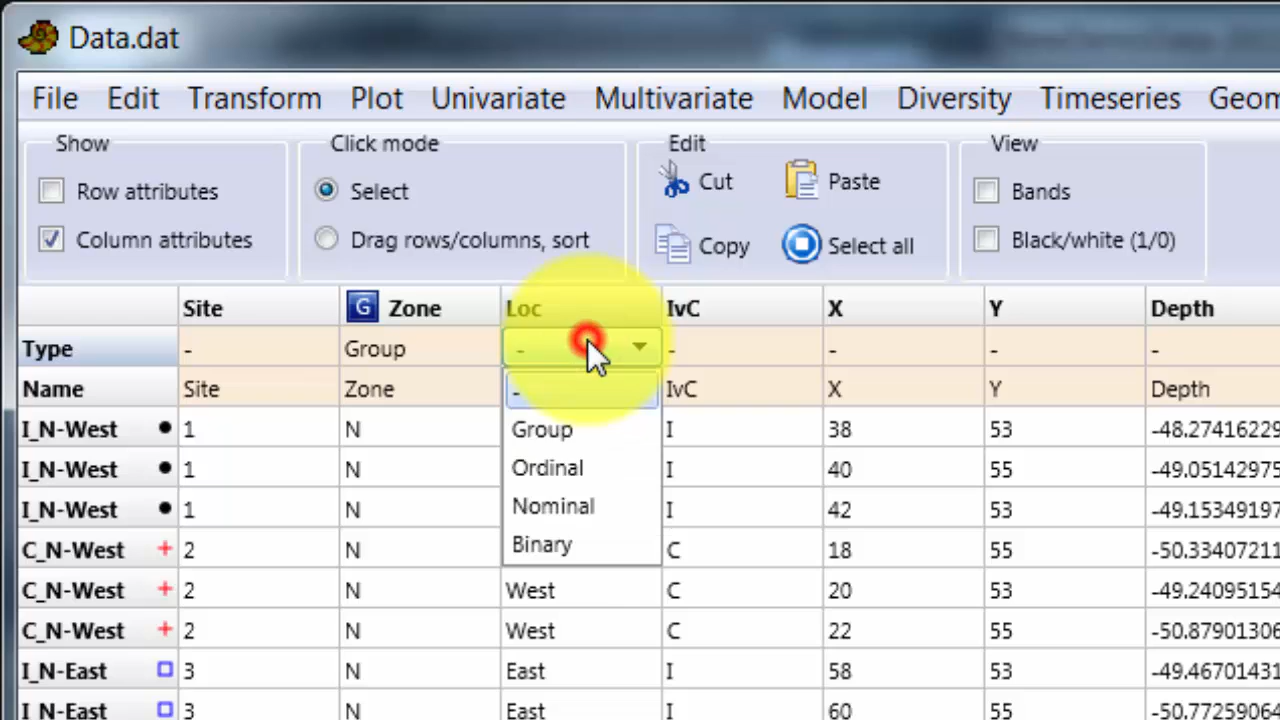 Data.dat
File Edit Transform Plot Univariate Multivariate Model Diversity Timeseries Geom
Show Click mode Edit View
Row attributes Select Cut Paste Bands
Column attributes Drag rows/columns, sort Copy Select all Black/white (1/0)
Site G Zone Loc IvC X Y Depth
Type - Group - - - - -
Name Site Zone - IvC X Y Depth
I_N-West 1 N Group I 38 53 -48.27416229
I_N-West 1 N Ordinal I 40 55 -49.05142975
I_N-West 1 N Nominal I 42 53 -49.15349197
C_N-West 2 N Binary C 18 55 -50.33407211
C_N-West 2 N West C 20 53 -49.24095154
C_N-West 2 N West C 22 55 -50.87901306
I_N-East 3 N East I 58 53 -49.46701431
I_N-East 3 N East I 60 55 -50.77259064